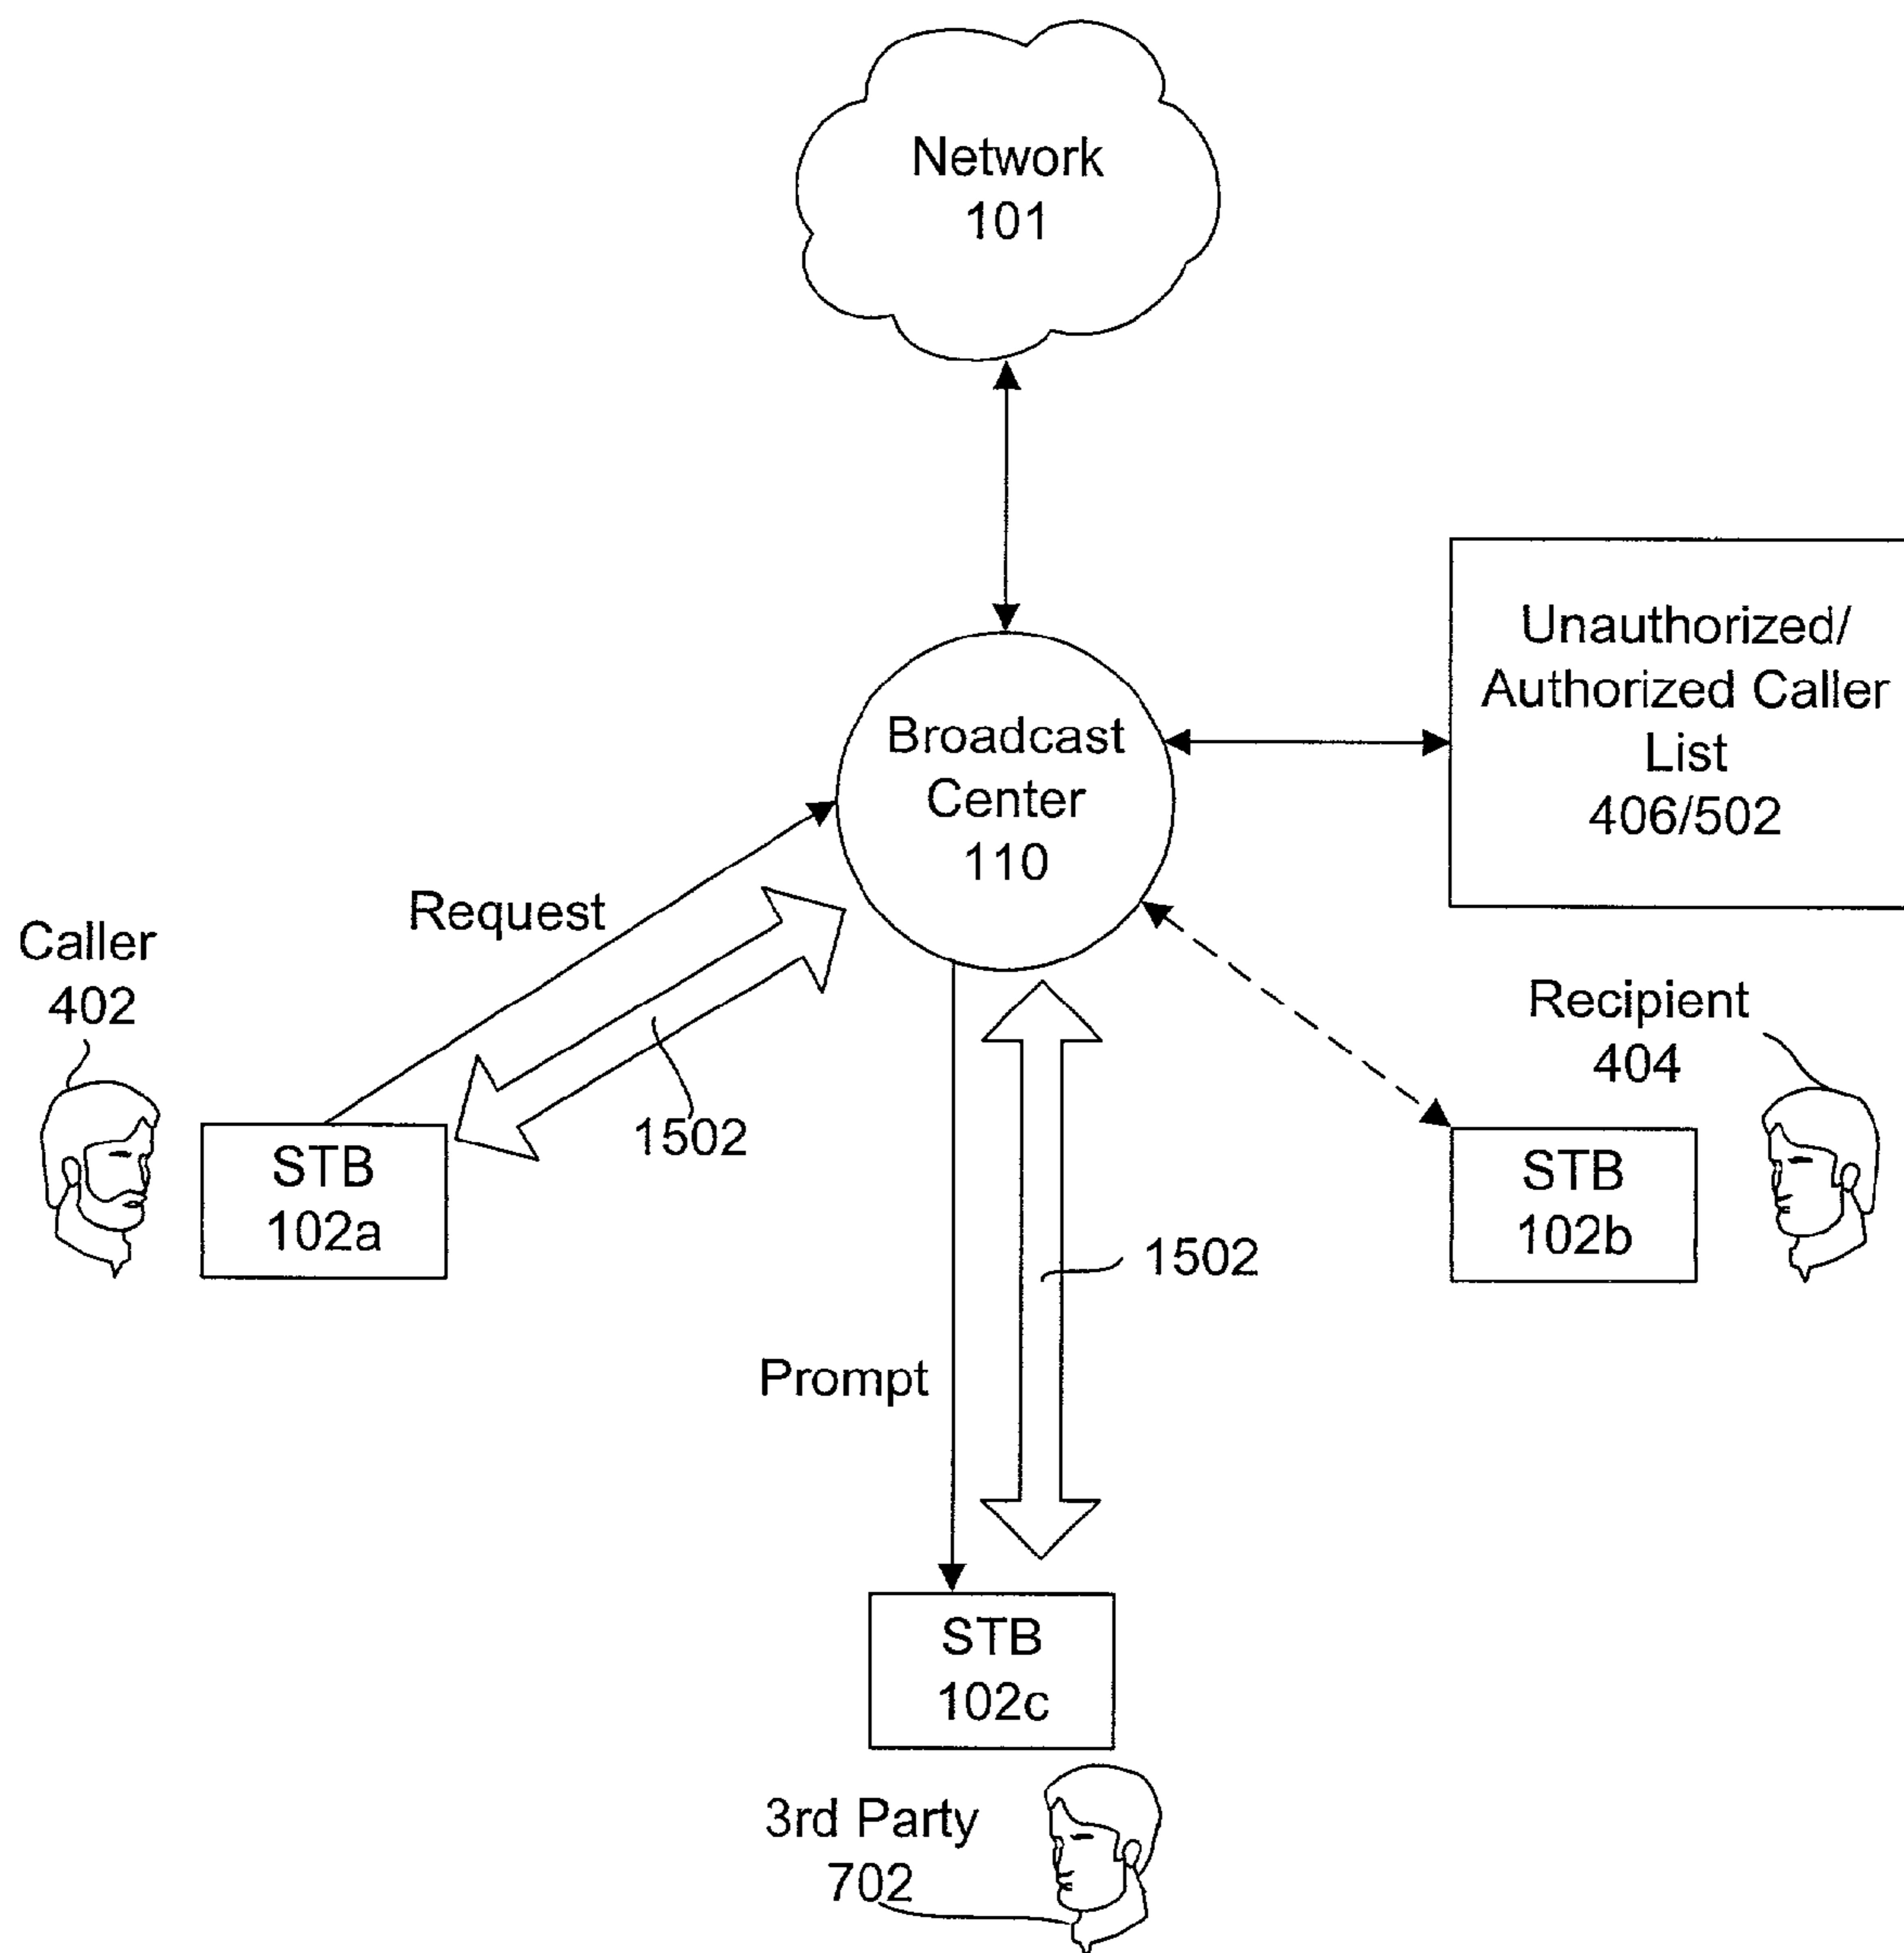 Network
101
Unauthorized/
Authorized Caller
List
406/502
Broadcast
Center
110
Request
Caller
402
1502
STB
102a
Recipient
404
STB
102b
1502
Prompt
STB
102c
3rd Party
702